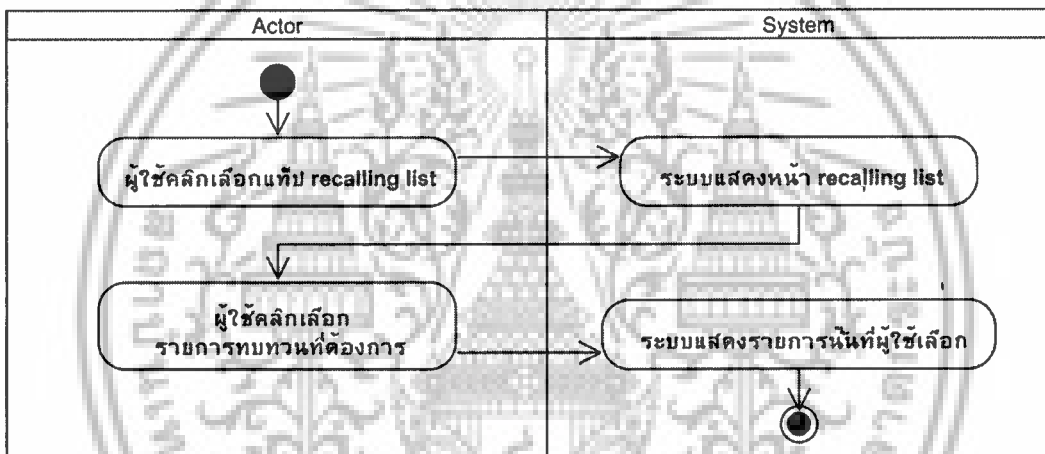 Actor
System
ผู้ใช้คลิกเลือกแท็ป recalling list
ระบบแสดงหน้า recalling list
ผู้ใช้คลิกเลือก
รายการทบทวนที่ต้องการ
ระบบแสดงรายการนั้นที่ผู้ใช้เลือก